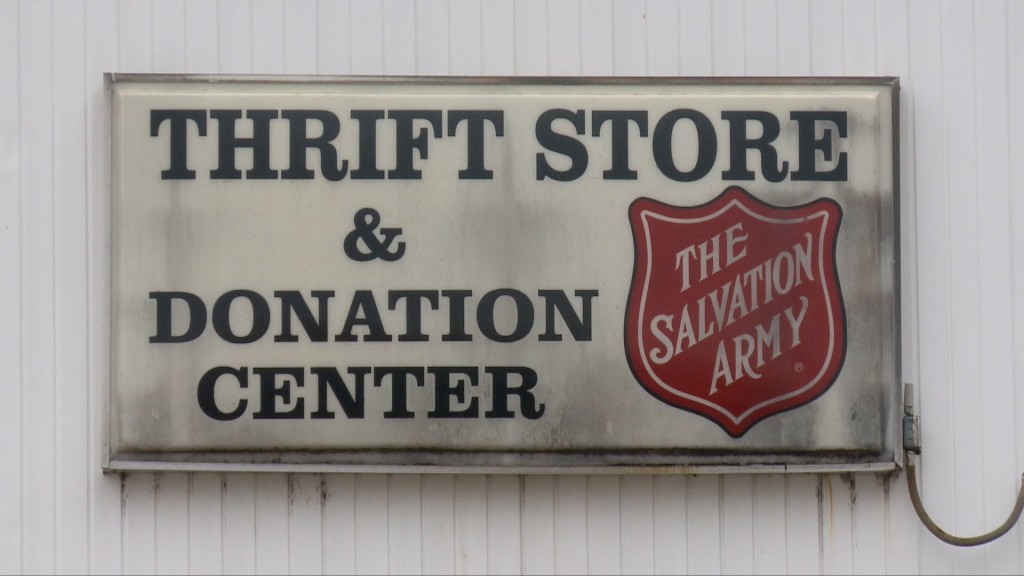 THRIFT STORE
&
DONATION
CENTER
THE
SALVATION
ARMY
®